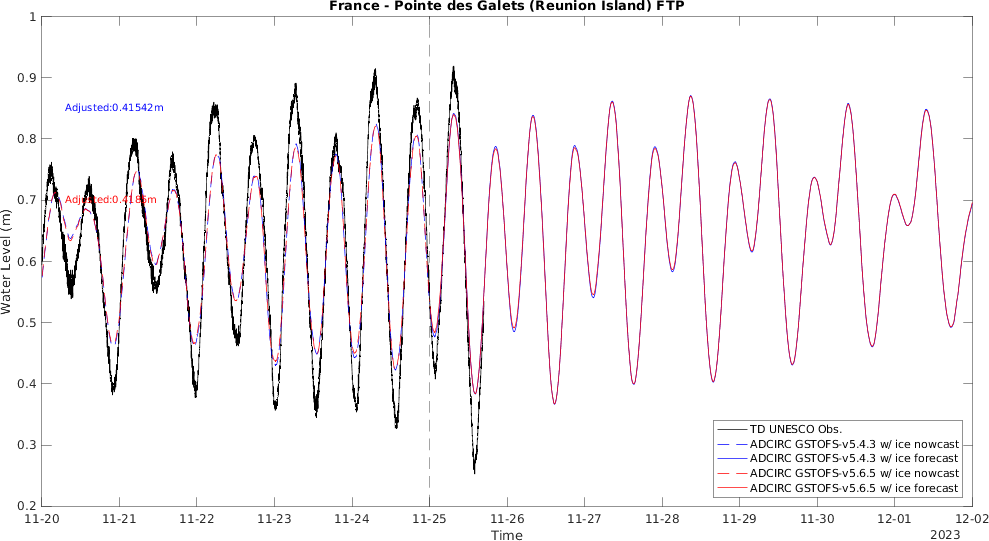 France - Pointe des Galets (Reunion Island) FTP
Water Level (m)
1
0.9
0.8
0.7
0.6
0.5
0.4
0.3
0.2
Adjusted:0.41542m
Adjusted:0.4186m
TD UNESCO Obs.
ADCIRC GSTOFS-v5.4.3 w/ ice nowcast
ADCIRC GSTOFS-v5.4.3 w/ ice forecast
ADCIRC GSTOFS-v5.6.5 w/ ice nowcast
ADCIRC GSTOFS-v5.6.5 w/ ice forecast
11-20 11-21 11-22 11-23 11-24 11-25 11-26 11-27 11-28 11-29 11-30 12-01 12-02
Time
2023